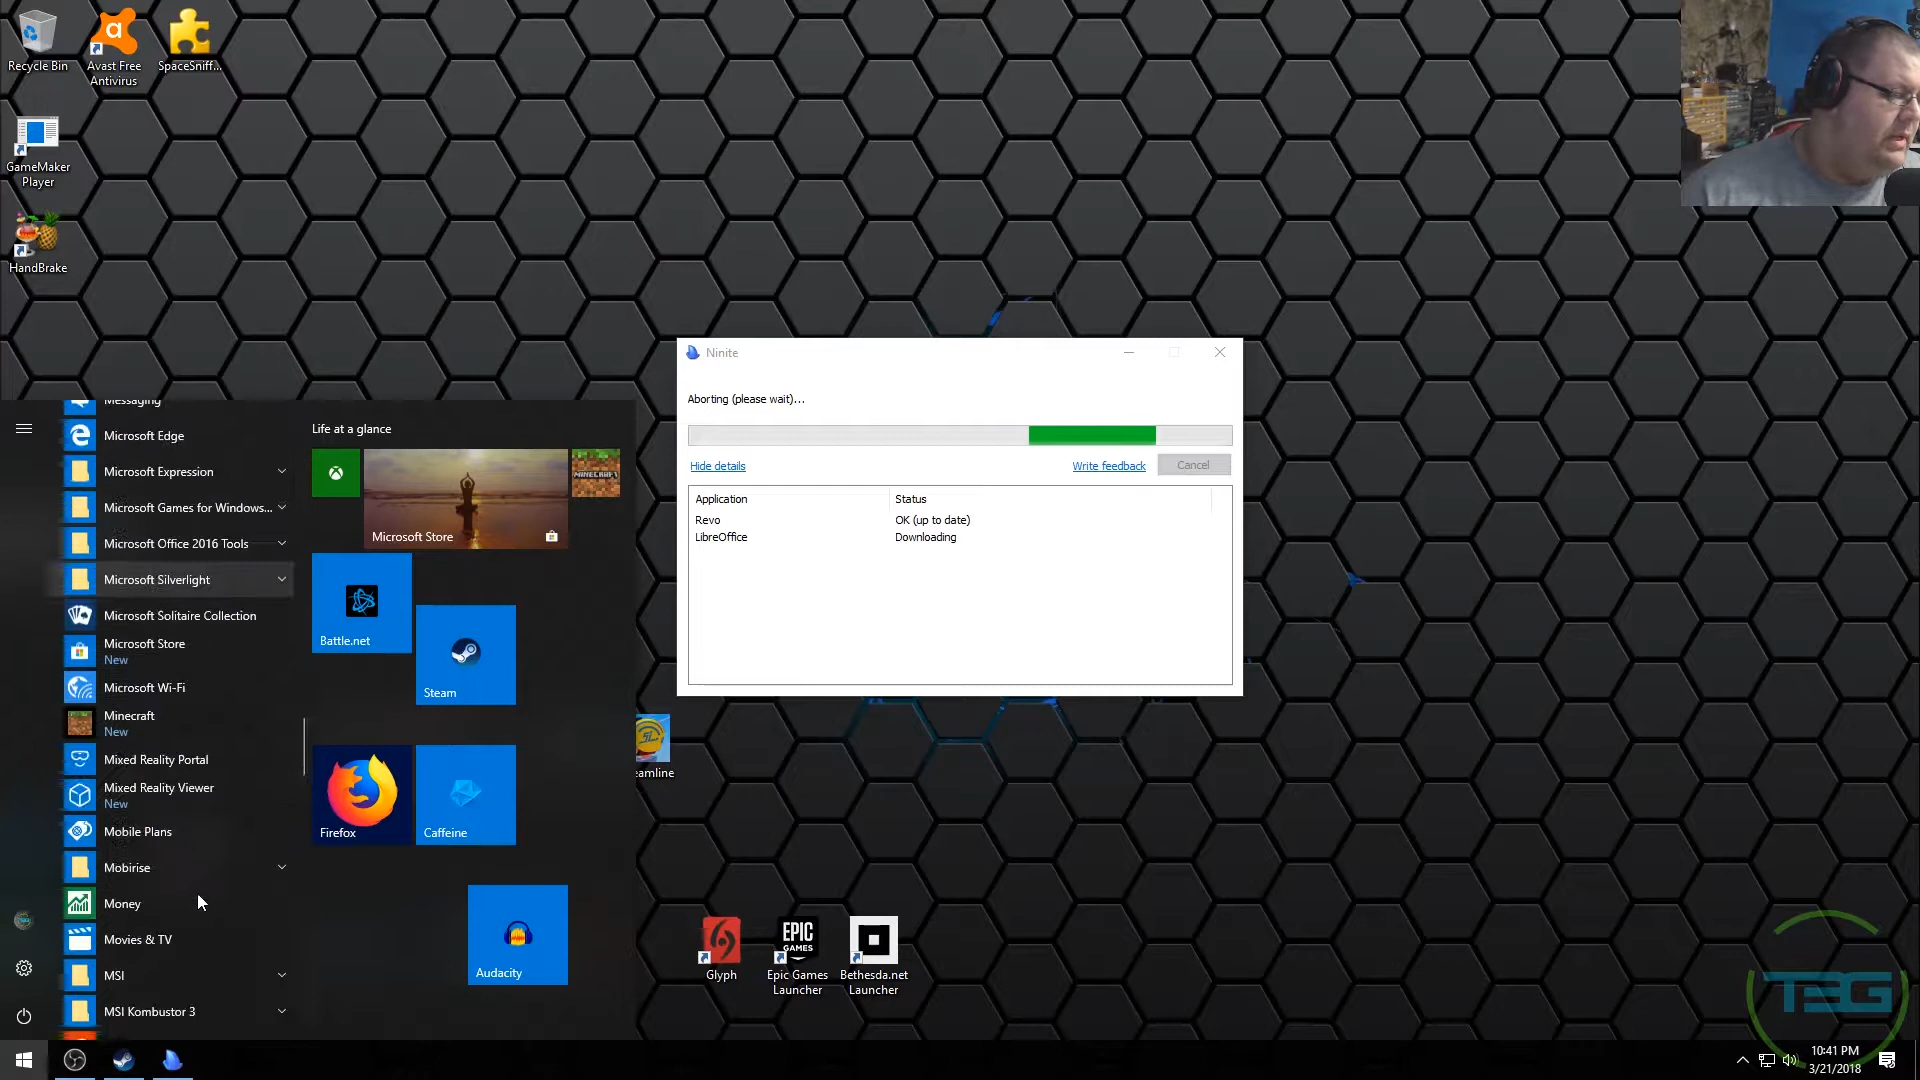 Recycle Bin
Avast Free
Antivirus
SpaceSniff...
GameMaker
Player
HandBrake
Ninite
Aborting (please wait)...
Hide details
Write feedback
Cancel
Application
Status
Revo
OK (up to date)
LibreOffice
Downloading
Messaging
Microsoft Edge
Microsoft Expression
Microsoft Games for Windows...
Microsoft Office 2016 Tools
Microsoft Silverlight
Microsoft Solitaire Collection
Microsoft Store
New
Microsoft Wi-Fi
Minecraft
New
Mixed Reality Portal
Mixed Reality Viewer
New
Mobile Plans
Mobirise
Money
Movies & TV
MSI
MSI Kombustor 3
Life at a glance
Microsoft Store
MINECRAFT
Battle.net
Steam
Firefox
Caffeine
Audacity
eamline
Glyph
EPIC
GAMES
Epic Games
Launcher
Bethesda.net
Launcher
TEG
10:41 PM
3/21/2018